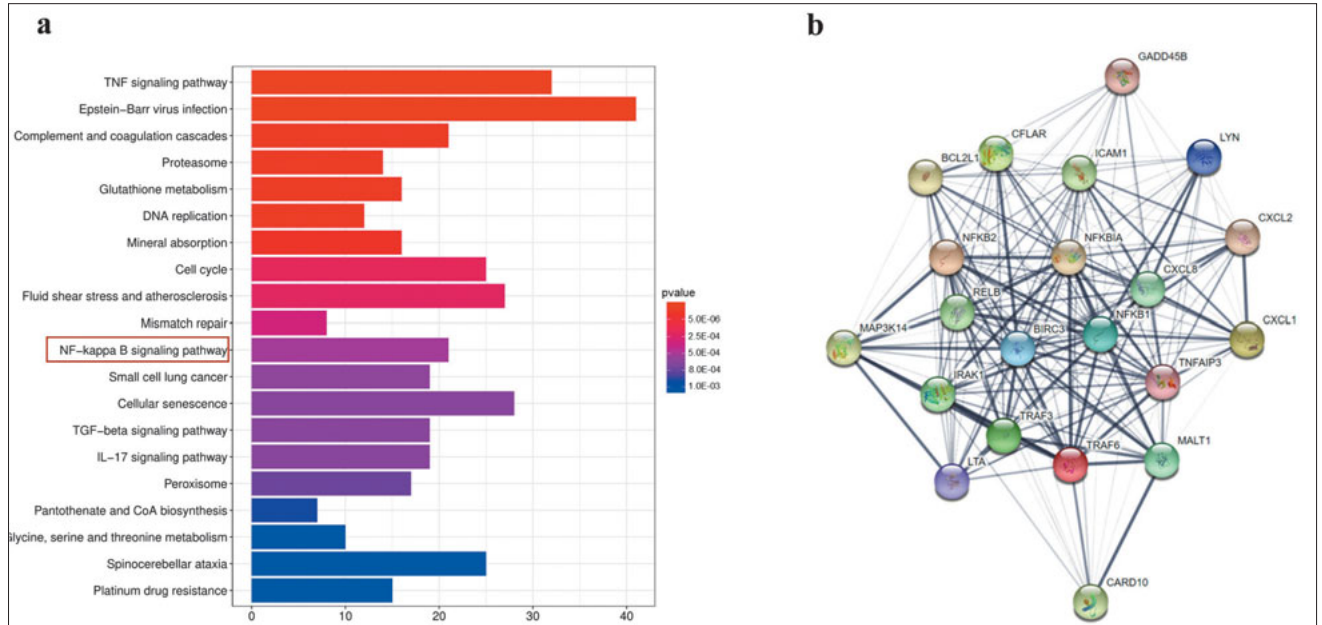 a
TNF signaling pathway
Epstein−Barr virus infection
Complement and coagulation cascades
Proteasome
Glutathione metabolism
DNA replication
Mineral absorption
Cell cycle
Fluid shear stress and atherosclerosis
Mismatch repair
NF−kappa B signaling pathway
Small cell lung cancer
Cellular senescence
TGF−beta signaling pathway
IL−17 signaling pathway
Peroxisome
Pantothenate and CoA biosynthesis
Glycine, serine and threonine metabolism
Spinocerebellar ataxia
Platinum drug resistance
0 10 20 30 40
pvalue
5.0E-06
2.5E-04
5.0E-04
8.0E-04
1.0E-03
b
GADD45B
CFLAR
LYN
BCL2L1
ICAM1
CXCL2
NFKB2
NFKBIA
CXCL8
RELB
CXCL1
MAP3K14
BIRC3
NFKB1
TNFAIP3
IRAK1
TRAF3
TRAF6
MALT1
LTA
CARD10